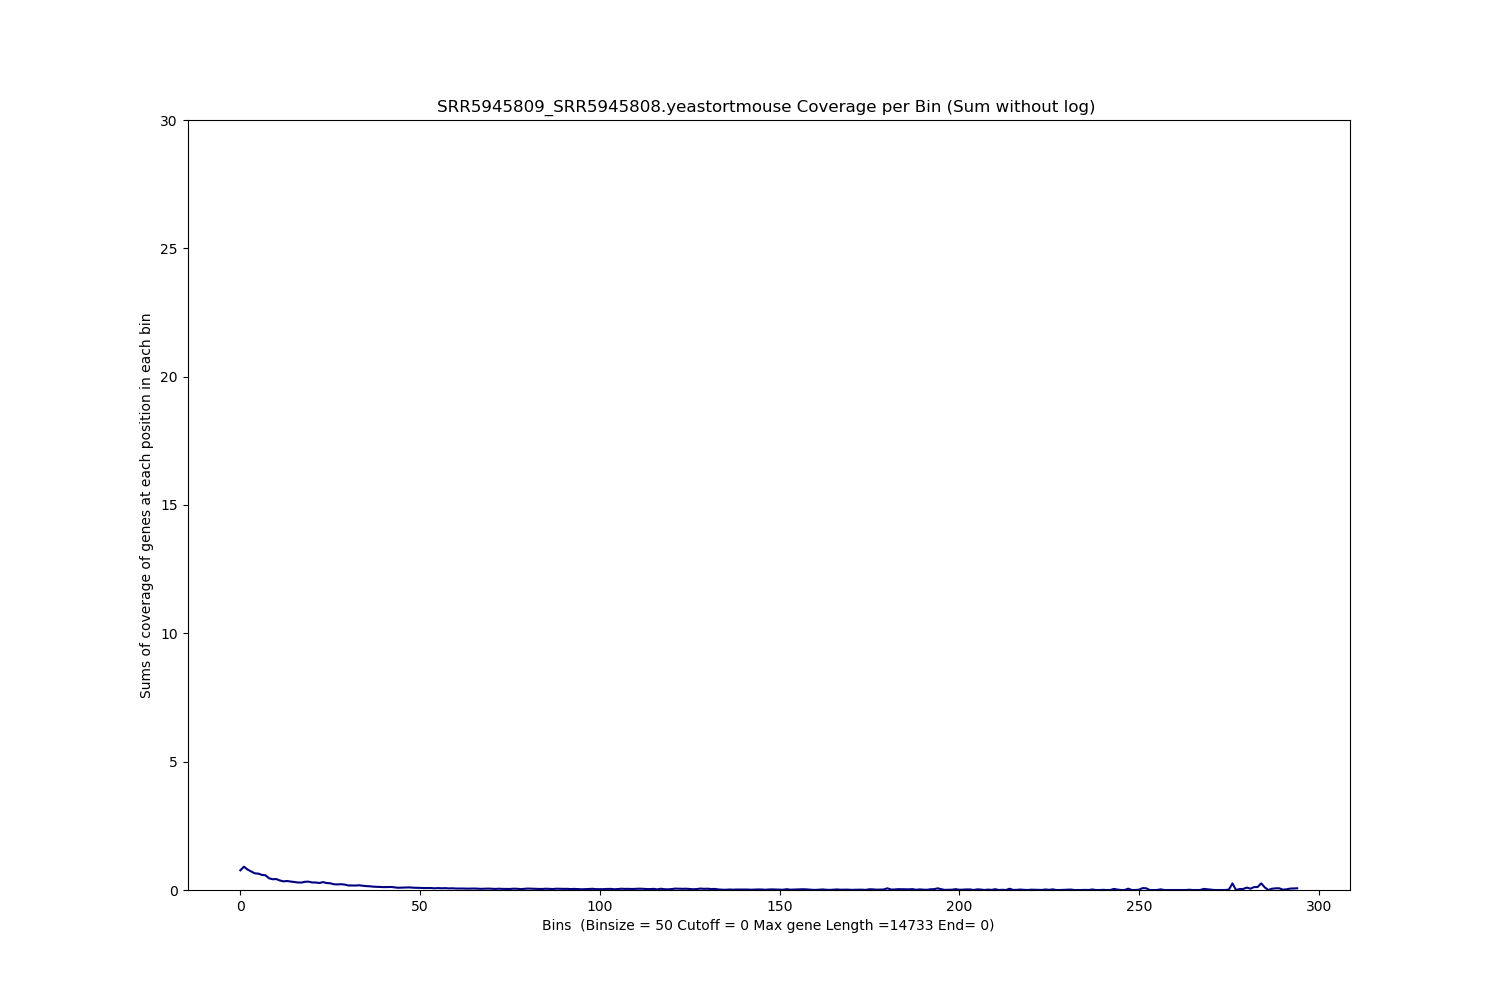 SRR5945809_SRR5945808.yeastortmouse Coverage per Bin (Sum without log)
30
25
20
15
10
5
0
Sums of coverage of genes at each position in each bin
0 50 100 150 200 250 300
Bins  (Binsize = 50 Cutoff = 0 Max gene Length =14733 End= 0)